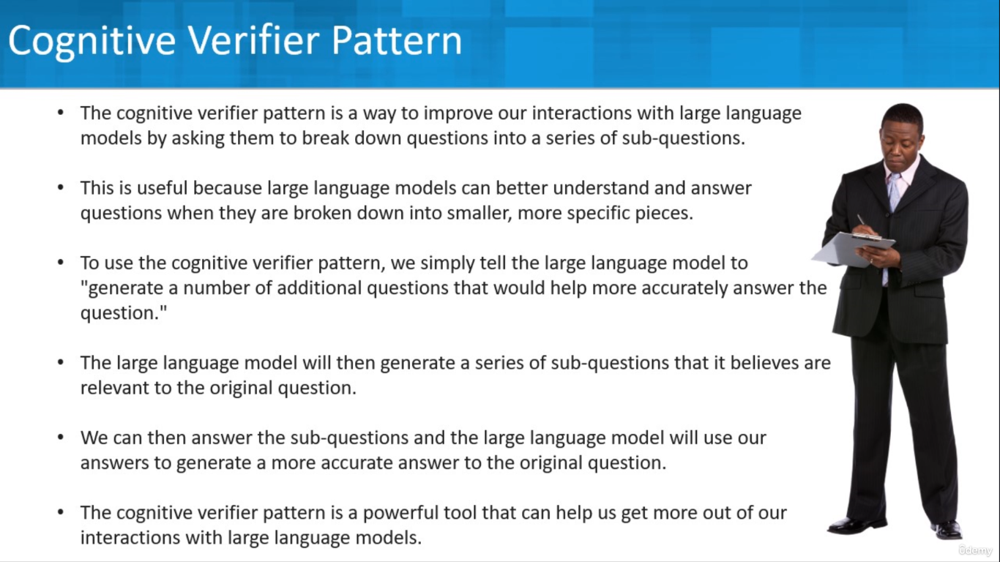 Cognitive Verifier Pattern
• The cognitive verifier pattern is a way to improve our interactions with large language
models by asking them to break down questions into a series of sub-questions.
• This is useful because large language models can better understand and answer
questions when they are broken down into smaller, more specific pieces.
• To use the cognitive verifier pattern, we simply tell the large language model to
"generate a number of additional questions that would help more accurately answer the
question."
• The large language model will then generate a series of sub-questions that it believes are
relevant to the original question.
• We can then answer the sub-questions and the large language model will use our
answers to generate a more accurate answer to the original question.
• The cognitive verifier pattern is a powerful tool that can help us get more out of our
interactions with large language models.
ûdemy